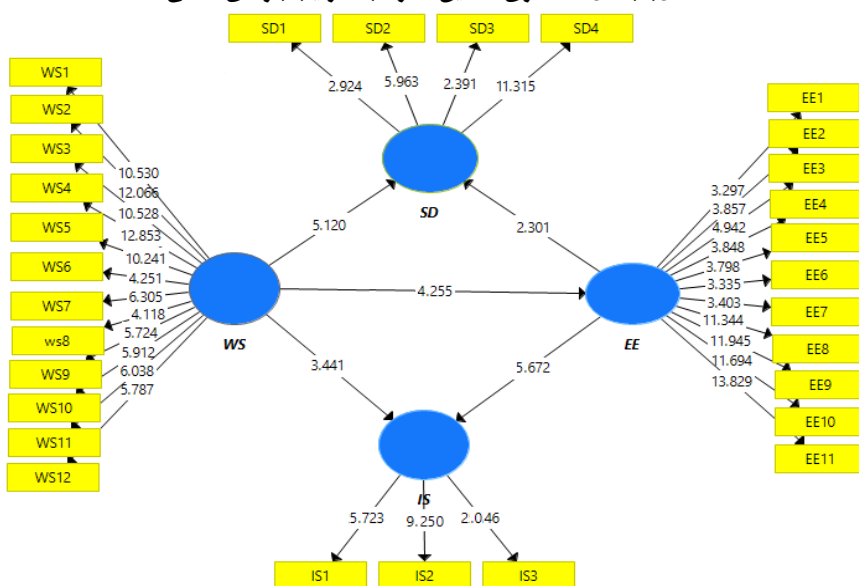 SD1
SD2
SD3
SD4
2.924
5.963
2.391
11.315
SD
WS1
WS2
WS3
WS4
WS5
WS6
WS7
ws8
WS9
WS10
WS11
WS12
10.530
12.066
10.528
12.853
10.241
4.251
6.305
4.118
5.724
5.912
6.038
5.787
WS
5.120
2.301
4.255
3.441
5.672
EE
3.297
3.857
4.942
3.848
3.798
3.335
3.403
11.344
11.945
11.694
13.829
EE1
EE2
EE3
EE4
EE5
EE6
EE7
EE8
EE9
EE10
EE11
IS
5.723
9.250
2.046
IS1
IS2
IS3